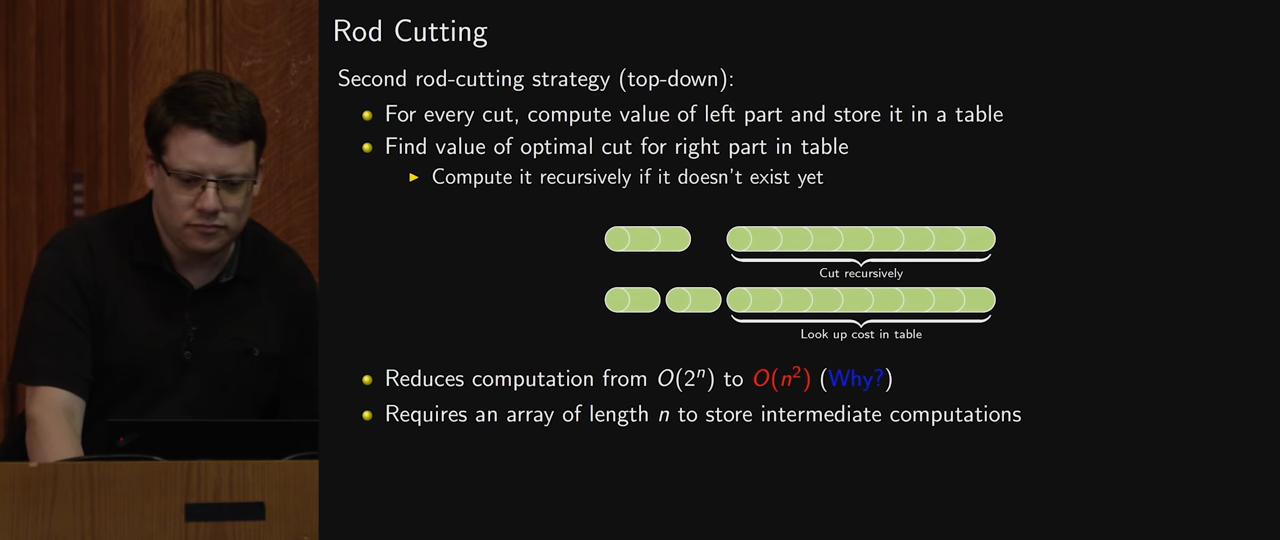 Rod Cutting
Second rod-cutting strategy (top-down):
For every cut, compute value of left part and store it in a table
Find value of optimal cut for right part in table
Compute it recursively if it doesn't exist yet
Cut recursively
Look up cost in table
Reduces computation from O(2ⁿ) to O(n²) (Why?)
Requires an array of length n to store intermediate computations